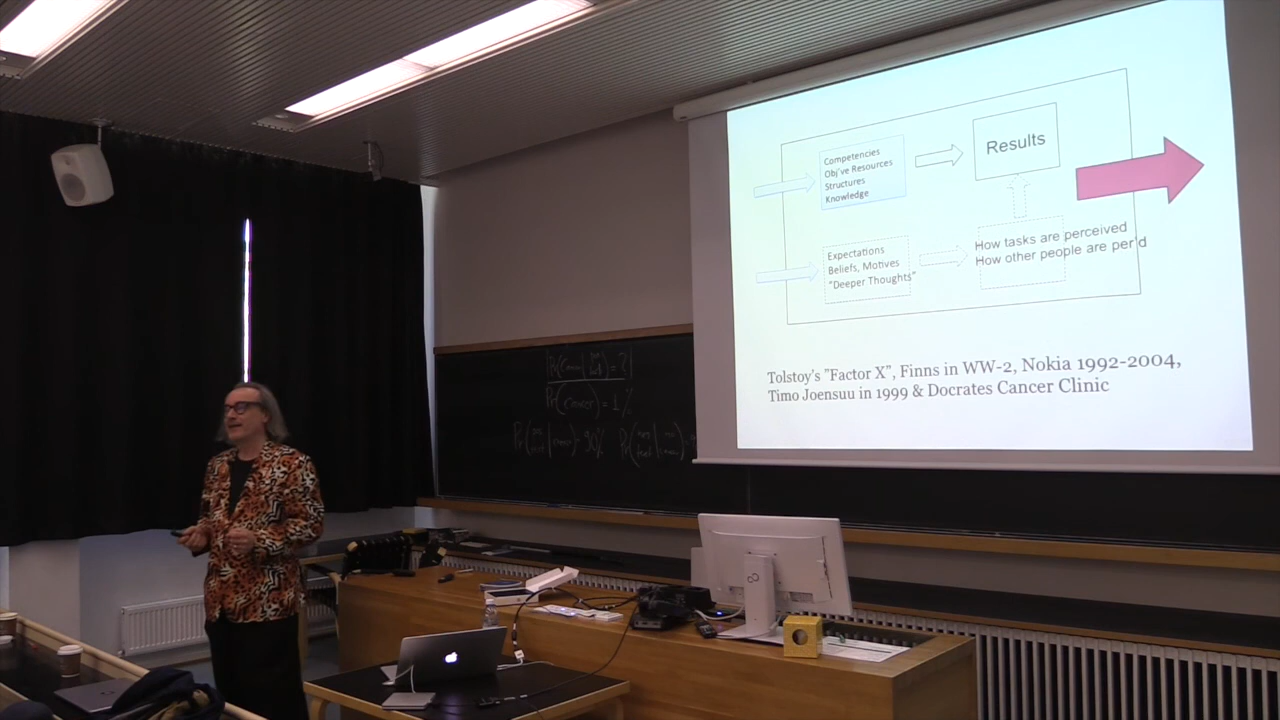 Competencies
Obj've Resources
Structures
Knowledge
Results
Expectations
Beliefs, Motives
"Deeper Thoughts"
How tasks are perceived
How other people are per'd
Tolstoy's "Factor X", Finns in WW-2, Nokia 1992-2004,
Timo Joensuu in 1999 & Docrates Cancer Clinic
= 1%